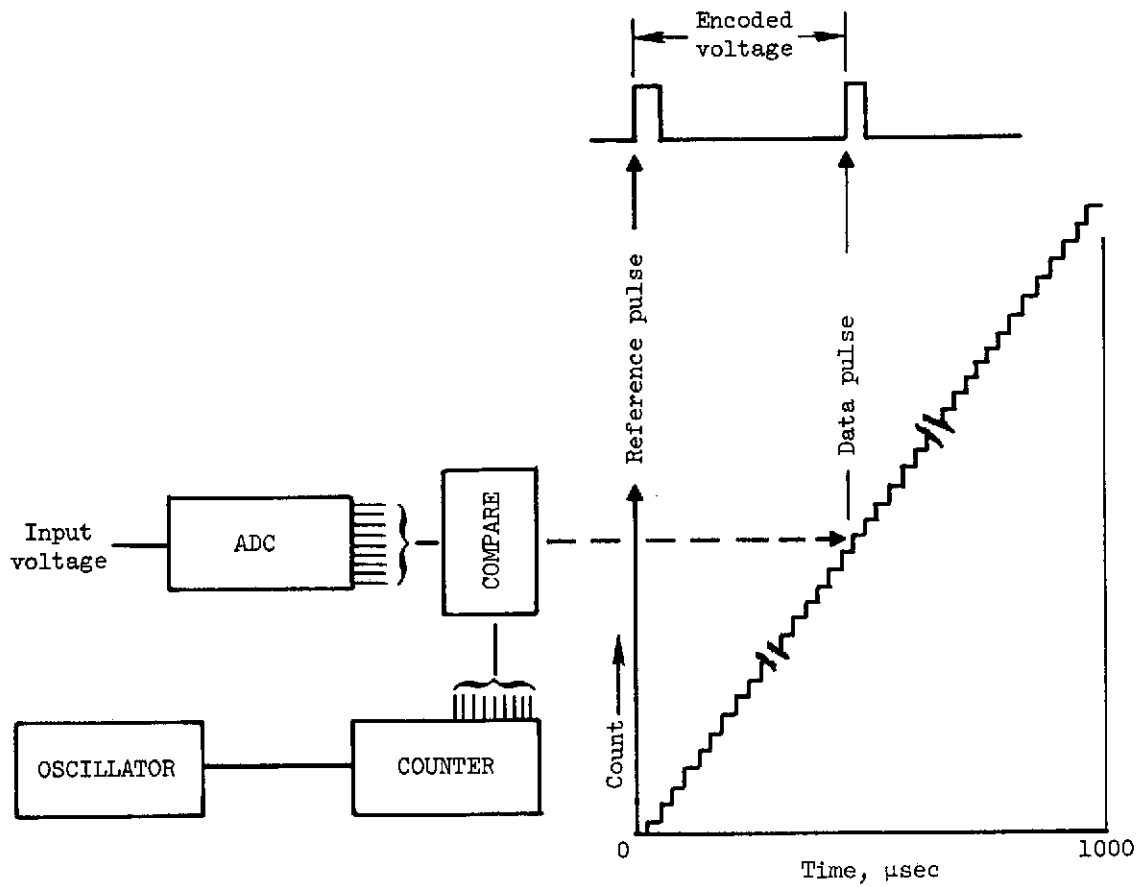 Encoded
voltage
Reference pulse
Data pulse
Input
voltage
ADC
COMPARE
OSCILLATOR
COUNTER
Count
0
1000
Time, μsec